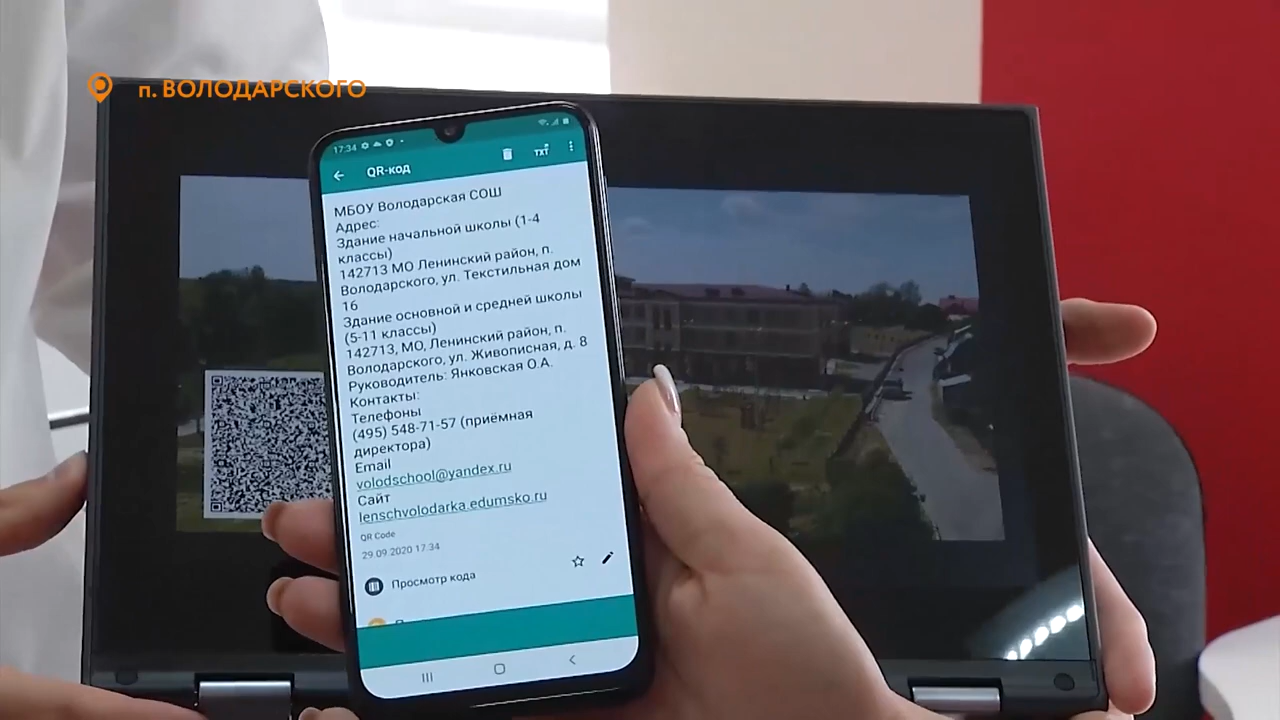 п. ВОЛОДАРСКОГО
17:34
QR-код
TXT
МБОУ Володарская СОШ
Адрес:
Здание начальной школы (1-4
классы)
142713 МО Ленинский район, п.
Володарского, ул. Текстильная дом
16
Здание основной и средней школы
(5-11 классы)
142713, МО, Ленинский район, п.
Володарского, ул. Живописная, д. 8
Руководитель: Янковская О.А.
Контакты:
Телефоны
(495) 548-71-57 (приёмная
директора)
Email
volodschool@yandex.ru
Сайт
lenschvolodarka.edumsko.ru
QR Code
29.09.2020 17:34
Просмотр кода